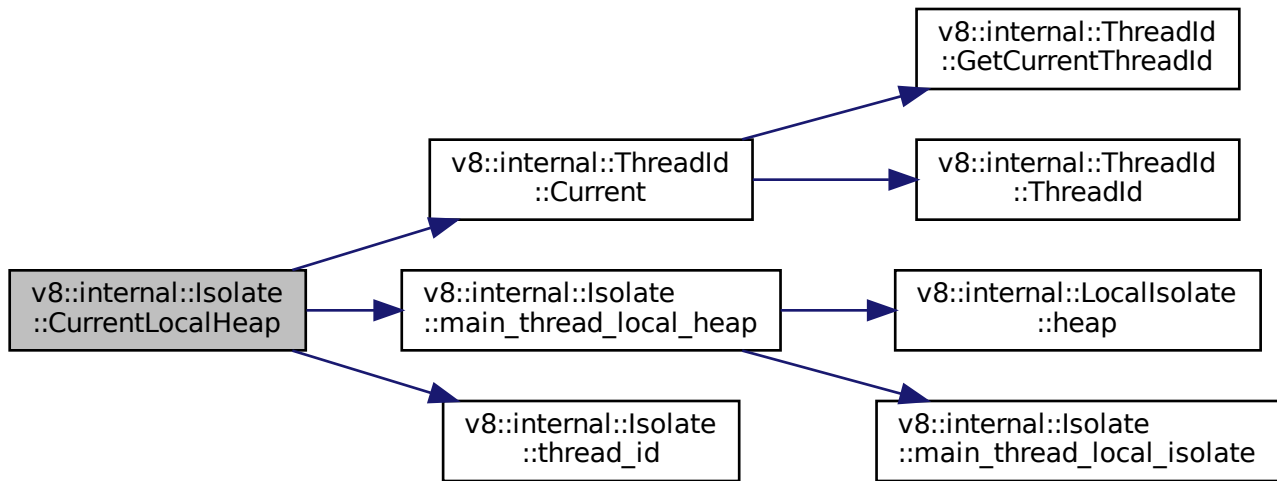 v8::internal::Isolate
::CurrentLocalHeap
v8::internal::ThreadId
::Current
v8::internal::ThreadId
::GetCurrentThreadId
v8::internal::ThreadId
::ThreadId
v8::internal::Isolate
::main_thread_local_heap
v8::internal::LocalIsolate
::heap
v8::internal::Isolate
::main_thread_local_isolate
v8::internal::Isolate
::thread_id